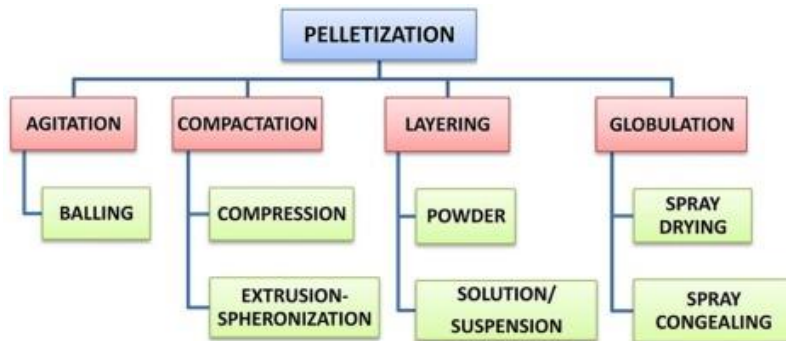 PELLETIZATION
AGITATION
COMPACTATION
LAYERING
GLOBULATION
BALLING
COMPRESSION
POWDER
SPRAY
DRYING
EXTRUSION-
SPHERONIZATION
SOLUTION/
SUSPENSION
SPRAY
CONGEALING